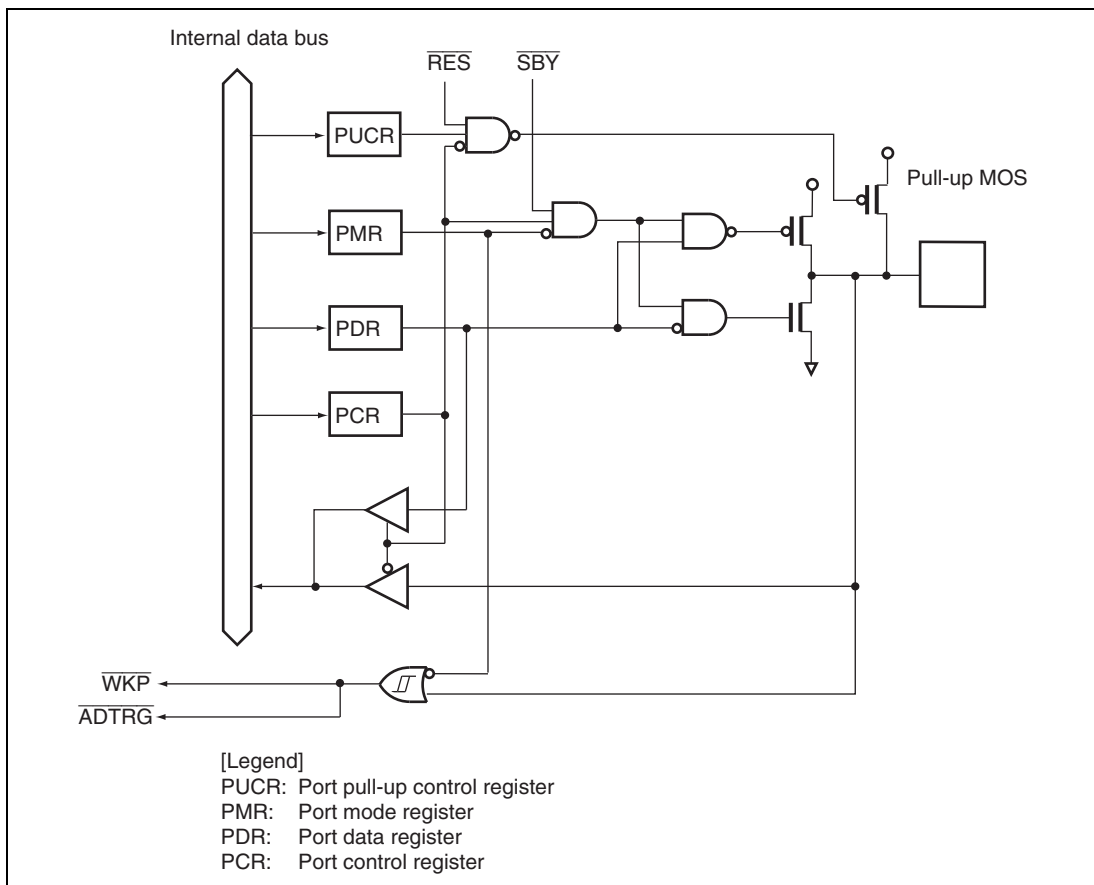 Internal data bus
RES
SBY
PUCR
Pull-up MOS
PMR
PDR
PCR
WKP
ADTRG
[Legend]
PUCR: Port pull-up control register
PMR: Port mode register
PDR: Port data register
PCR: Port control register